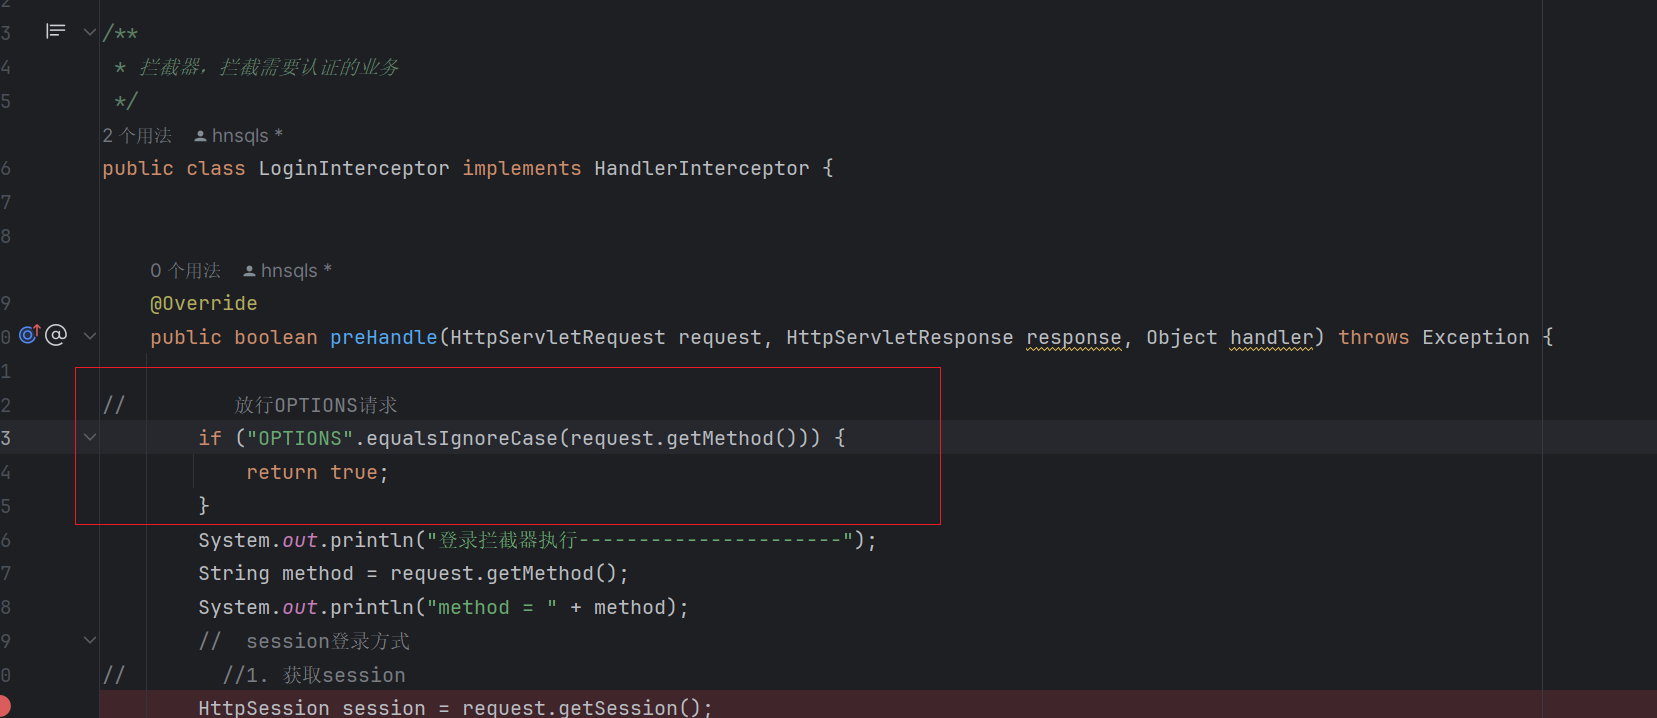 2
3 /**
4 * 拦截器，拦截需要认证的业务
5 */
2 个用法 hnsqls *
6 public class LoginInterceptor implements HandlerInterceptor {
7
8
0 个用法 hnsqls *
9 @Override
0 public boolean preHandle(HttpServletRequest request, HttpServletResponse response, Object handler) throws Exception {
1
2 // 放行OPTIONS请求
3 if ("OPTIONS".equalsIgnoreCase(request.getMethod())) {
4 return true;
5 }
6 System.out.println("登录拦截器执行----------------------");
7 String method = request.getMethod();
8 System.out.println("method = " + method);
9 // session登录方式
0 // //1. 获取session
HttpSession session = request.getSession();